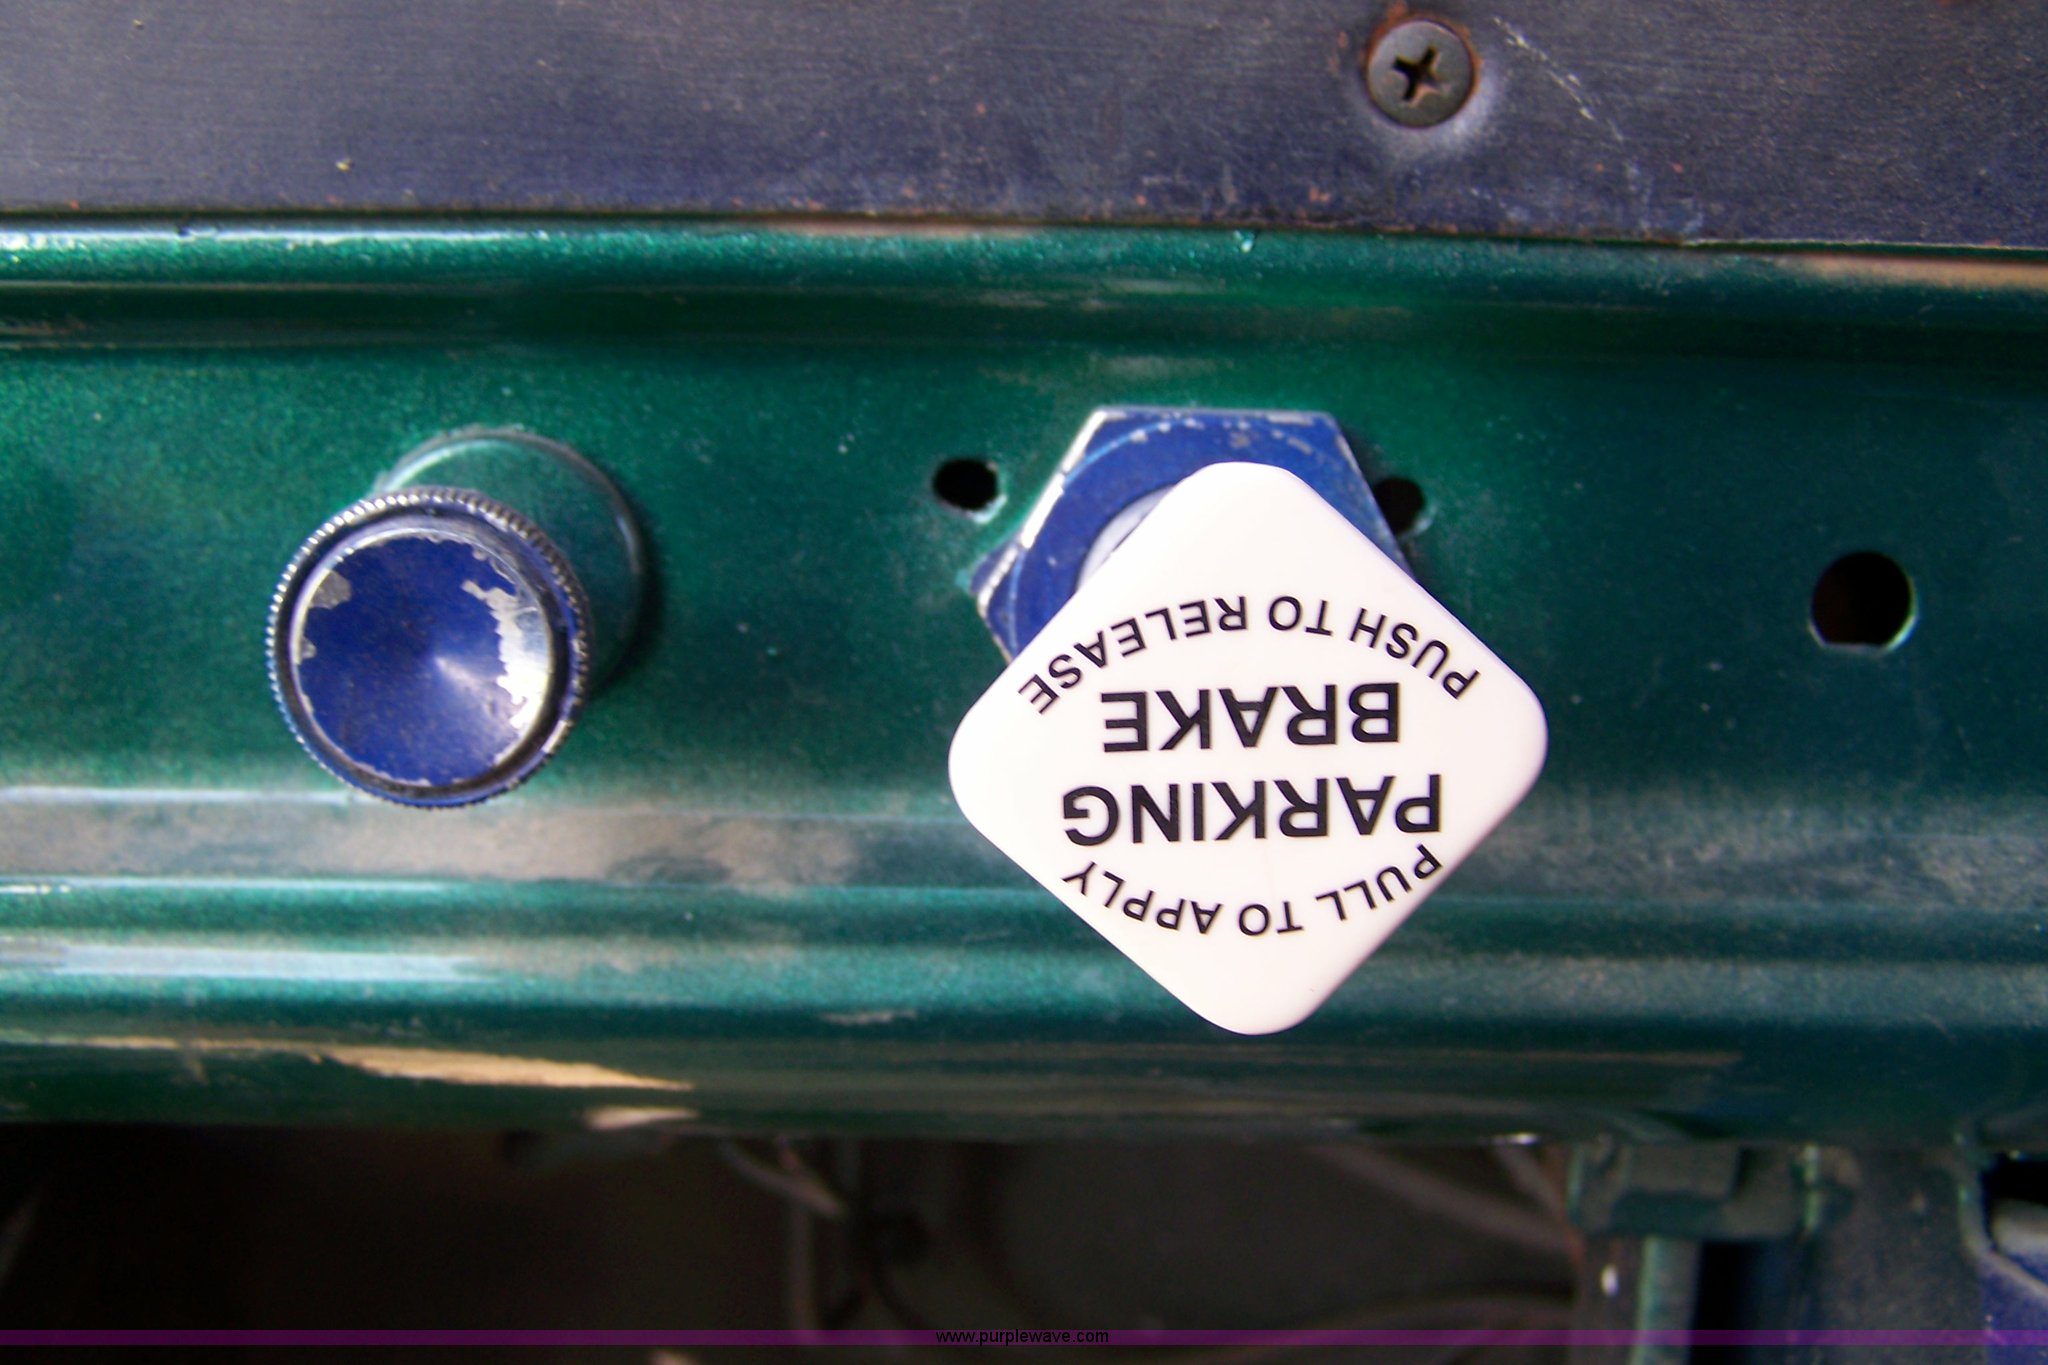 PULL TO APPLY
PARKING
BRAKE
PUSH TO RELEASE
www.purplewave.com